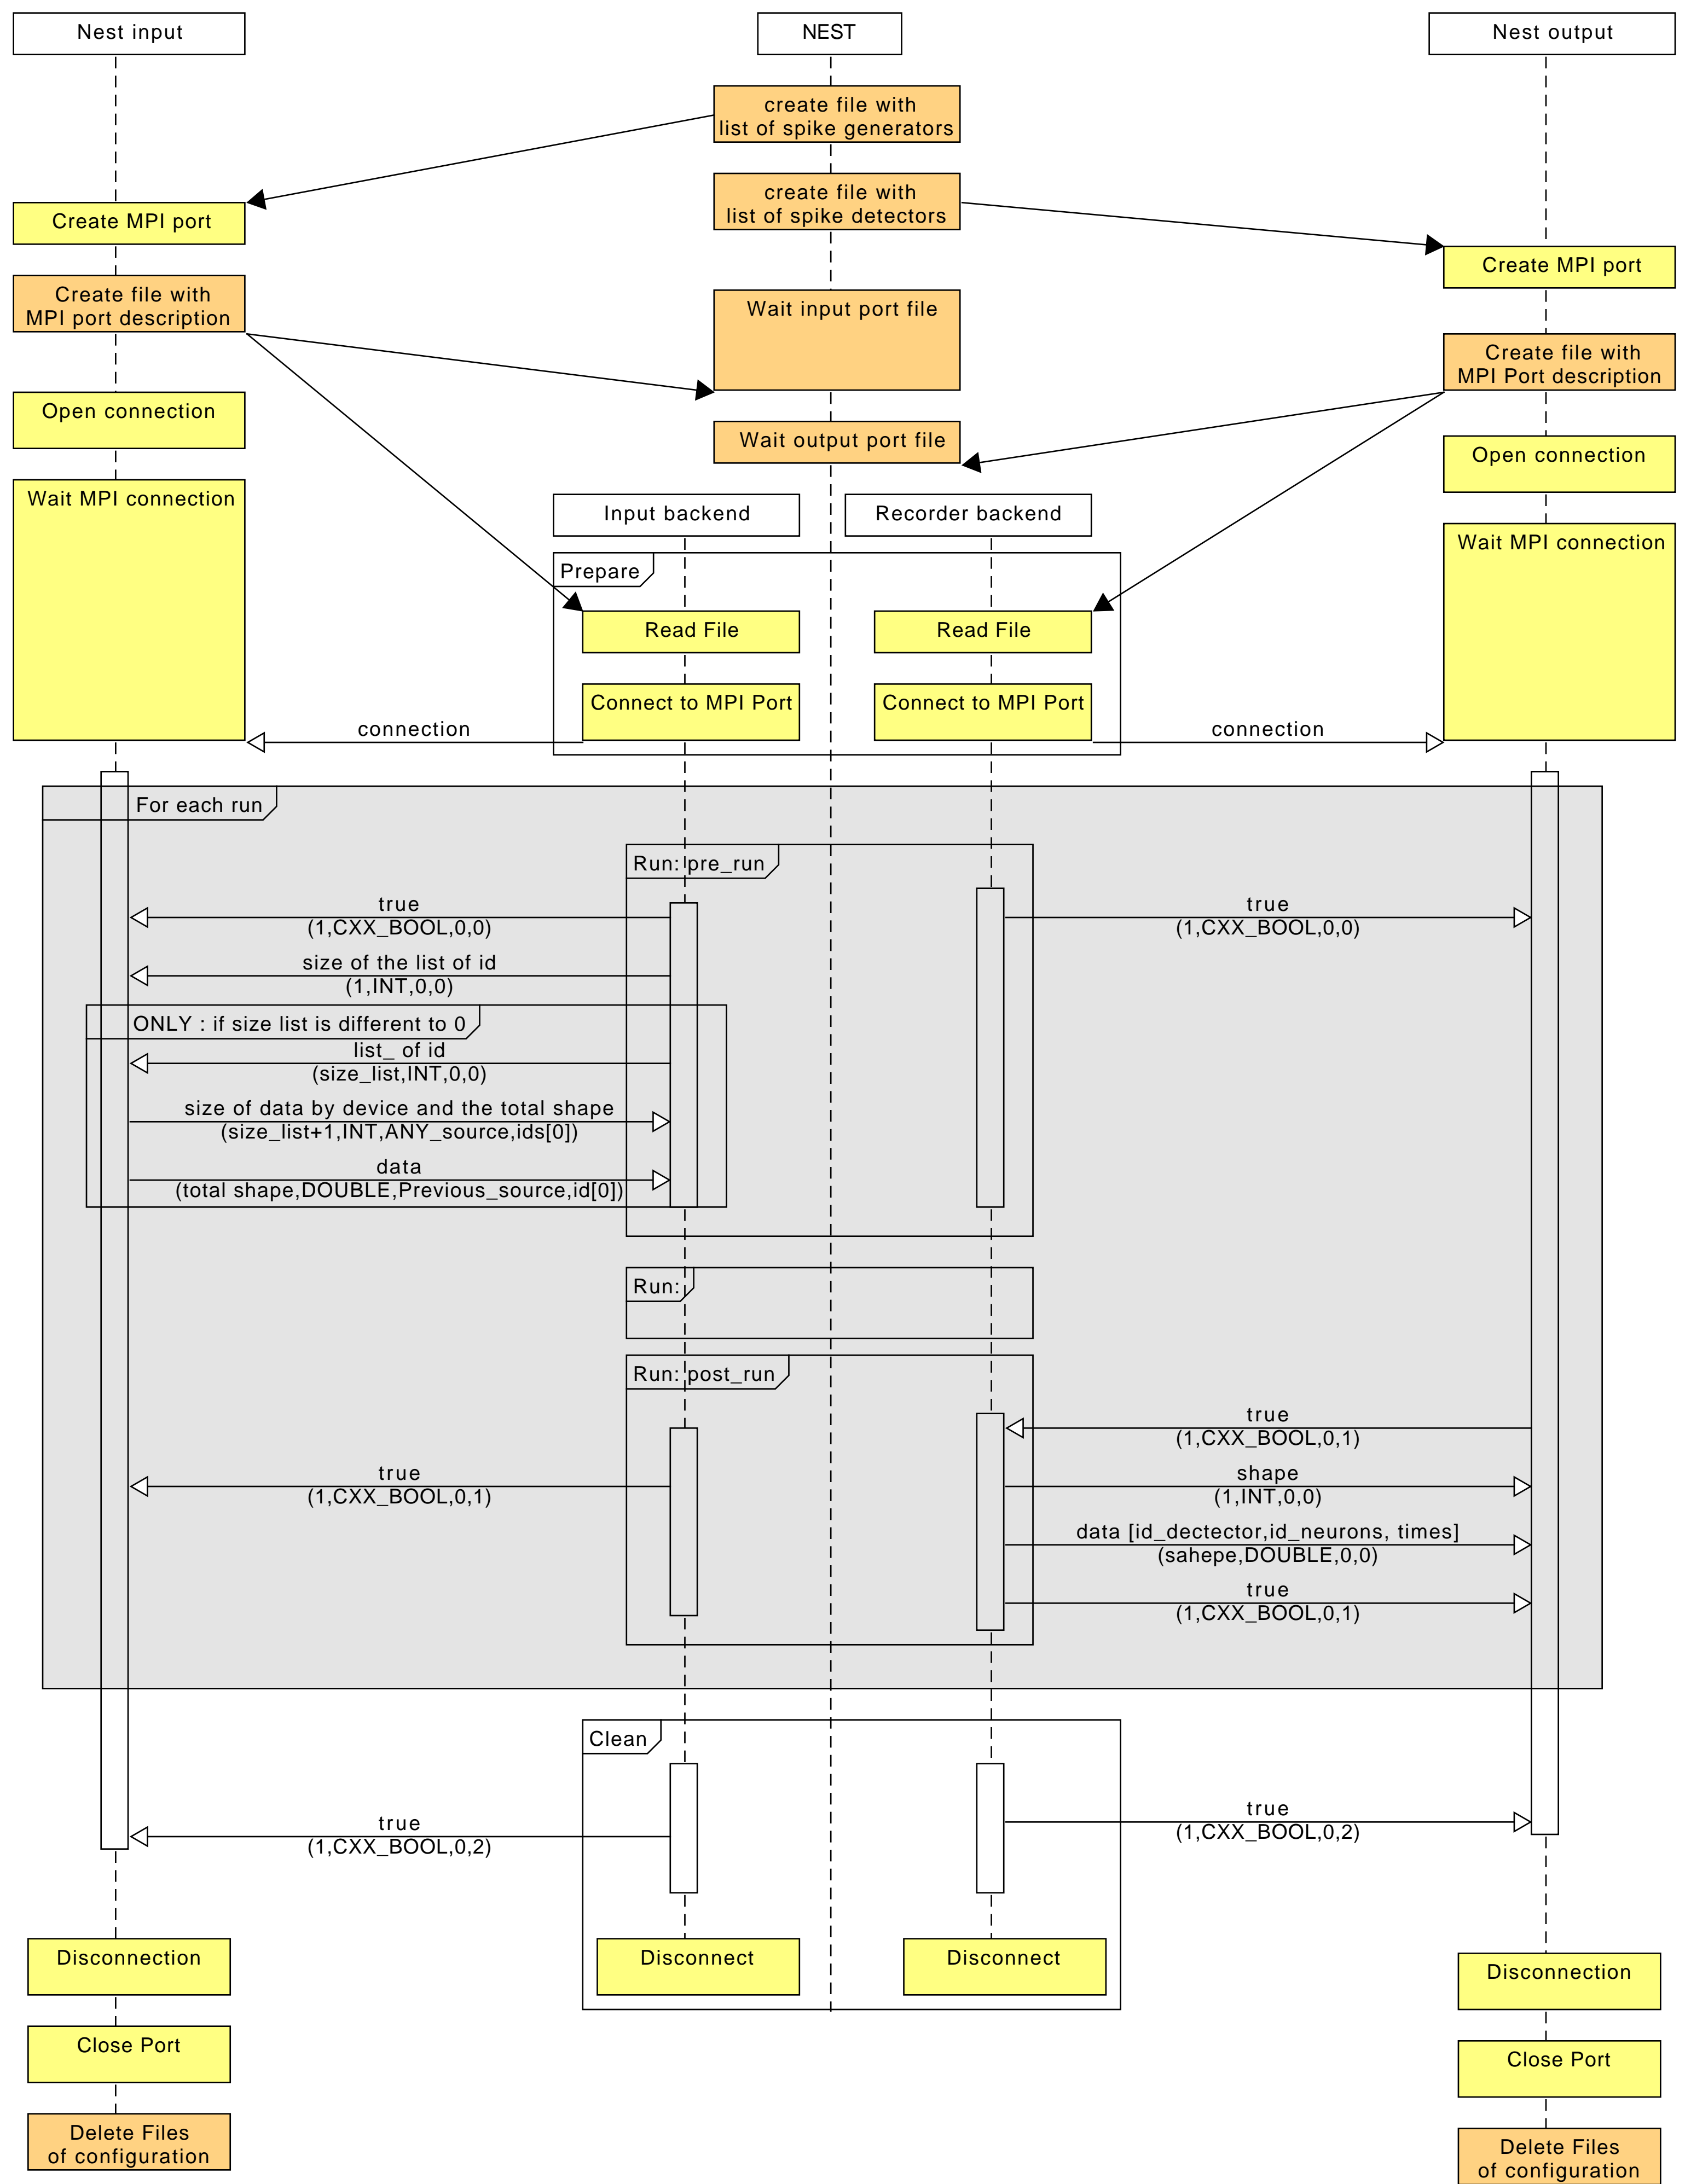 Nest input
NEST
Nest output
create file with
list of spike generators
create file with
list of spike detectors
Create MPI port
Create MPI port
Create file with
MPI port description
Wait input port file
Create file with
MPI Port description
Open connection
Wait output port file
Open connection
Wait MPI connection
Input backend
Recorder backend
Wait MPI connection
Prepare
Read File
Read File
Connect to MPI Port
Connect to MPI Port
connection
connection
For each run
Run: pre_run
true
(1,CXX_BOOL,0,0)
true
(1,CXX_BOOL,0,0)
size of the list of id
(1,INT,0,0)
ONLY : if size list is different to 0
list_ of id
(size_list,INT,0,0)
size of data by device and the total shape
(size_list+1,INT,ANY_source,ids[0])
data
(total shape,DOUBLE,Previous_source,id[0])
Run:
Run: post_run
true
(1,CXX_BOOL,0,1)
true
(1,CXX_BOOL,0,1)
shape
(1,INT,0,0)
data [id_dectector,id_neurons, times]
(sahepe,DOUBLE,0,0)
true
(1,CXX_BOOL,0,1)
Clean
true
(1,CXX_BOOL,0,2)
true
(1,CXX_BOOL,0,2)
Disconnection
Disconnect
Disconnect
Disconnection
Close Port
Close Port
Delete Files
of configuration
Delete Files
of configuration